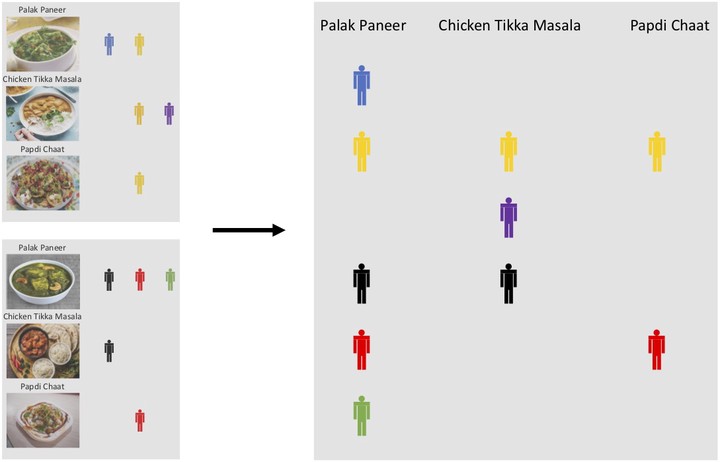 Palak Paneer
Chicken Tikka Masala
Papdi Chaat
Palak Paneer
Chicken Tikka Masala
Papdi Chaat
Palak Paneer Chicken Tikka Masala Papdi Chaat